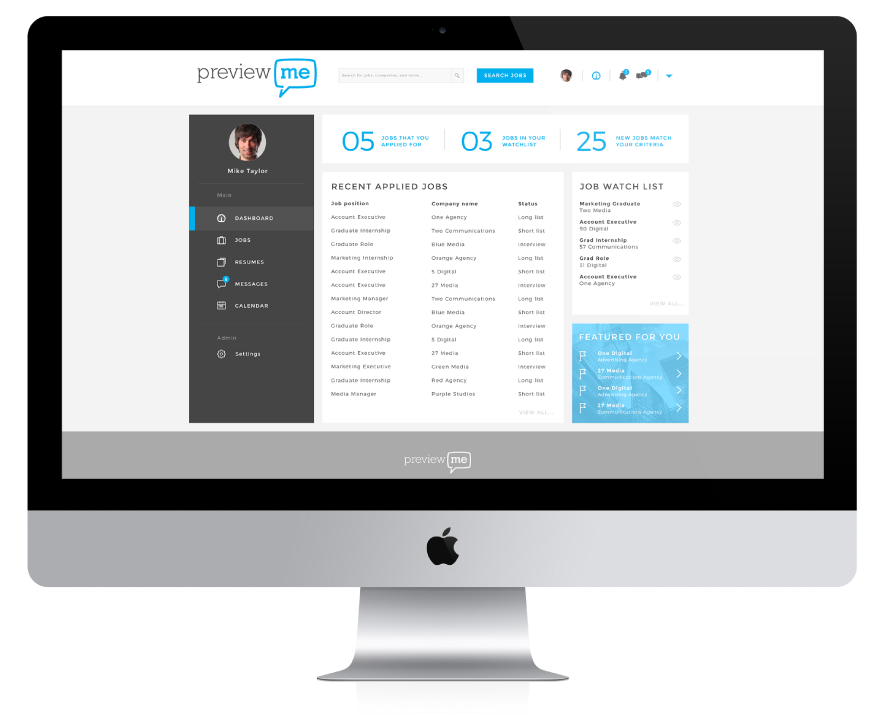 preview me
Search for jobs, companies, and more...
SEARCH JOBS
Mike Taylor
Main
DASHBOARD
JOBS
RESUMES
MESSAGES
CALENDAR
Admin
Settings
05 JOBS THAT YOU
APPLIED FOR
03 JOBS IN YOUR
WATCHLIST
25 NEW JOBS MATCH
YOUR CRITERIA
RECENT APPLIED JOBS
Job position Company name Status
Account Executive One Agency Long list
Graduate Internship Two Communications Short list
Graduate Role Blue Media Interview
Marketing Internship Orange Agency Long list
Account Executive 5 Digital Short list
Account Executive 27 Media Interview
Marketing Manager Two Communications Long list
Account Director Blue Media Short list
Graduate Role Orange Agency Interview
Graduate Internship 5 Digital Long list
Account Executive 27 Media Short list
Marketing Executive Green Media Interview
Graduate Internship Red Agency Long list
Media Manager Purple Studios Short list
VIEW ALL...
JOB WATCH LIST
Marketing Graduate
Two Media
Account Executive
90 Digital
Grad Internship
57 Communications
Grad Role
31 Digital
Account Executive
One Agency
VIEW ALL...
FEATURED FOR YOU
One Digital
Advertising Agency
27 Media
Communications Agency
One Digital
Advertising Agency
27 Media
Communications Agency
preview me